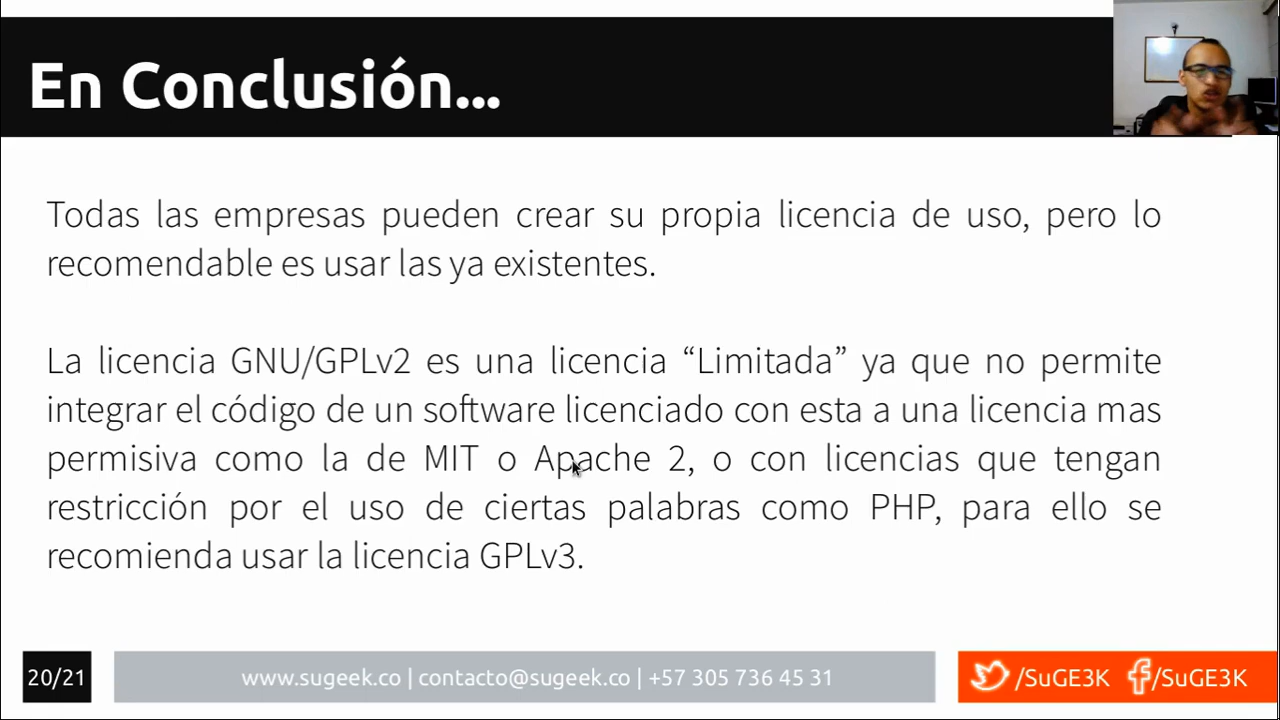 En Conclusión...
Todas las empresas pueden crear su propia licencia de uso, pero lo
recomendable es usar las ya existentes.
La licencia GNU/GPLv2 es una licencia “Limitada” ya que no permite
integrar el código de un software licenciado con esta a una licencia mas
permisiva como la de MIT o Apache 2, o con licencias que tengan
restricción por el uso de ciertas palabras como PHP, para ello se
recomienda usar la licencia GPLv3.
20/21
www.sugeek.co | contacto@sugeek.co | +57 305 736 45 31
/SuGE3K /SuGE3K